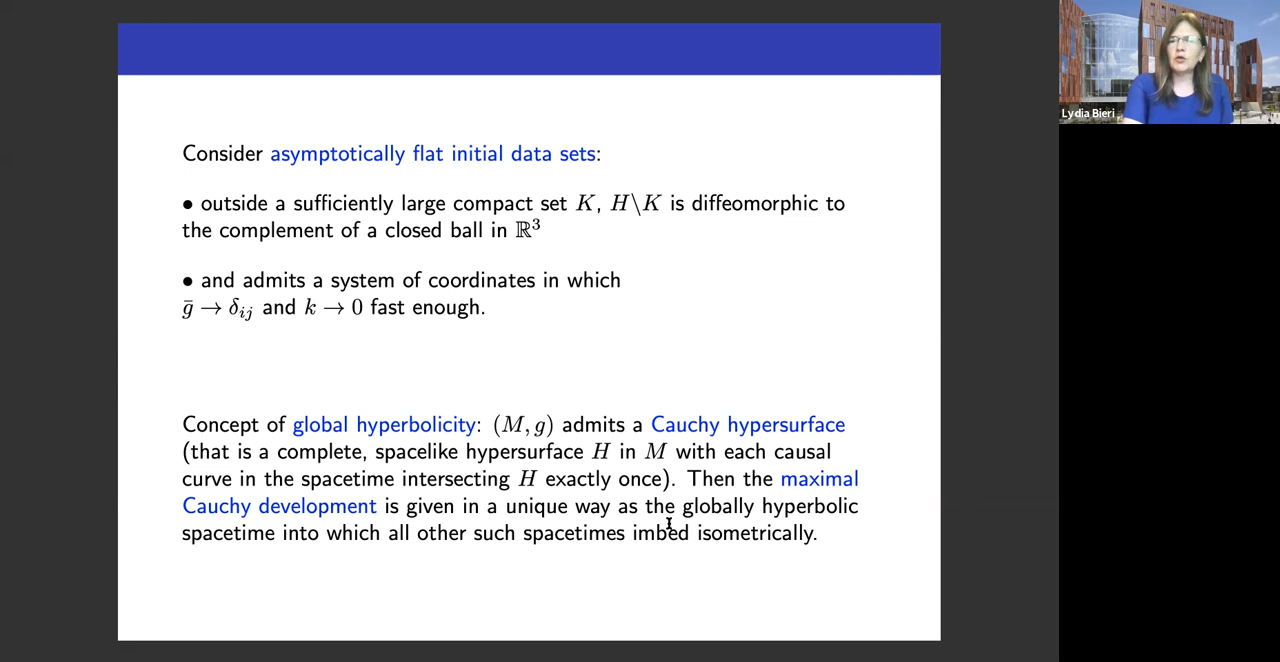 Consider asymptotically flat initial data sets:
• outside a sufficiently large compact set K, H\K is diffeomorphic to
the complement of a closed ball in ℝ³
• and admits a system of coordinates in which
ḡ → δᵢⱼ and k → 0 fast enough.
Concept of global hyperbolicity: (M, g) admits a Cauchy hypersurface
(that is a complete, spacelike hypersurface H in M with each causal
curve in the spacetime intersecting H exactly once). Then the maximal
Cauchy development is given in a unique way as the globally hyperbolic
spacetime into which all other such spacetimes imbed isometrically.
Lydia Bieri